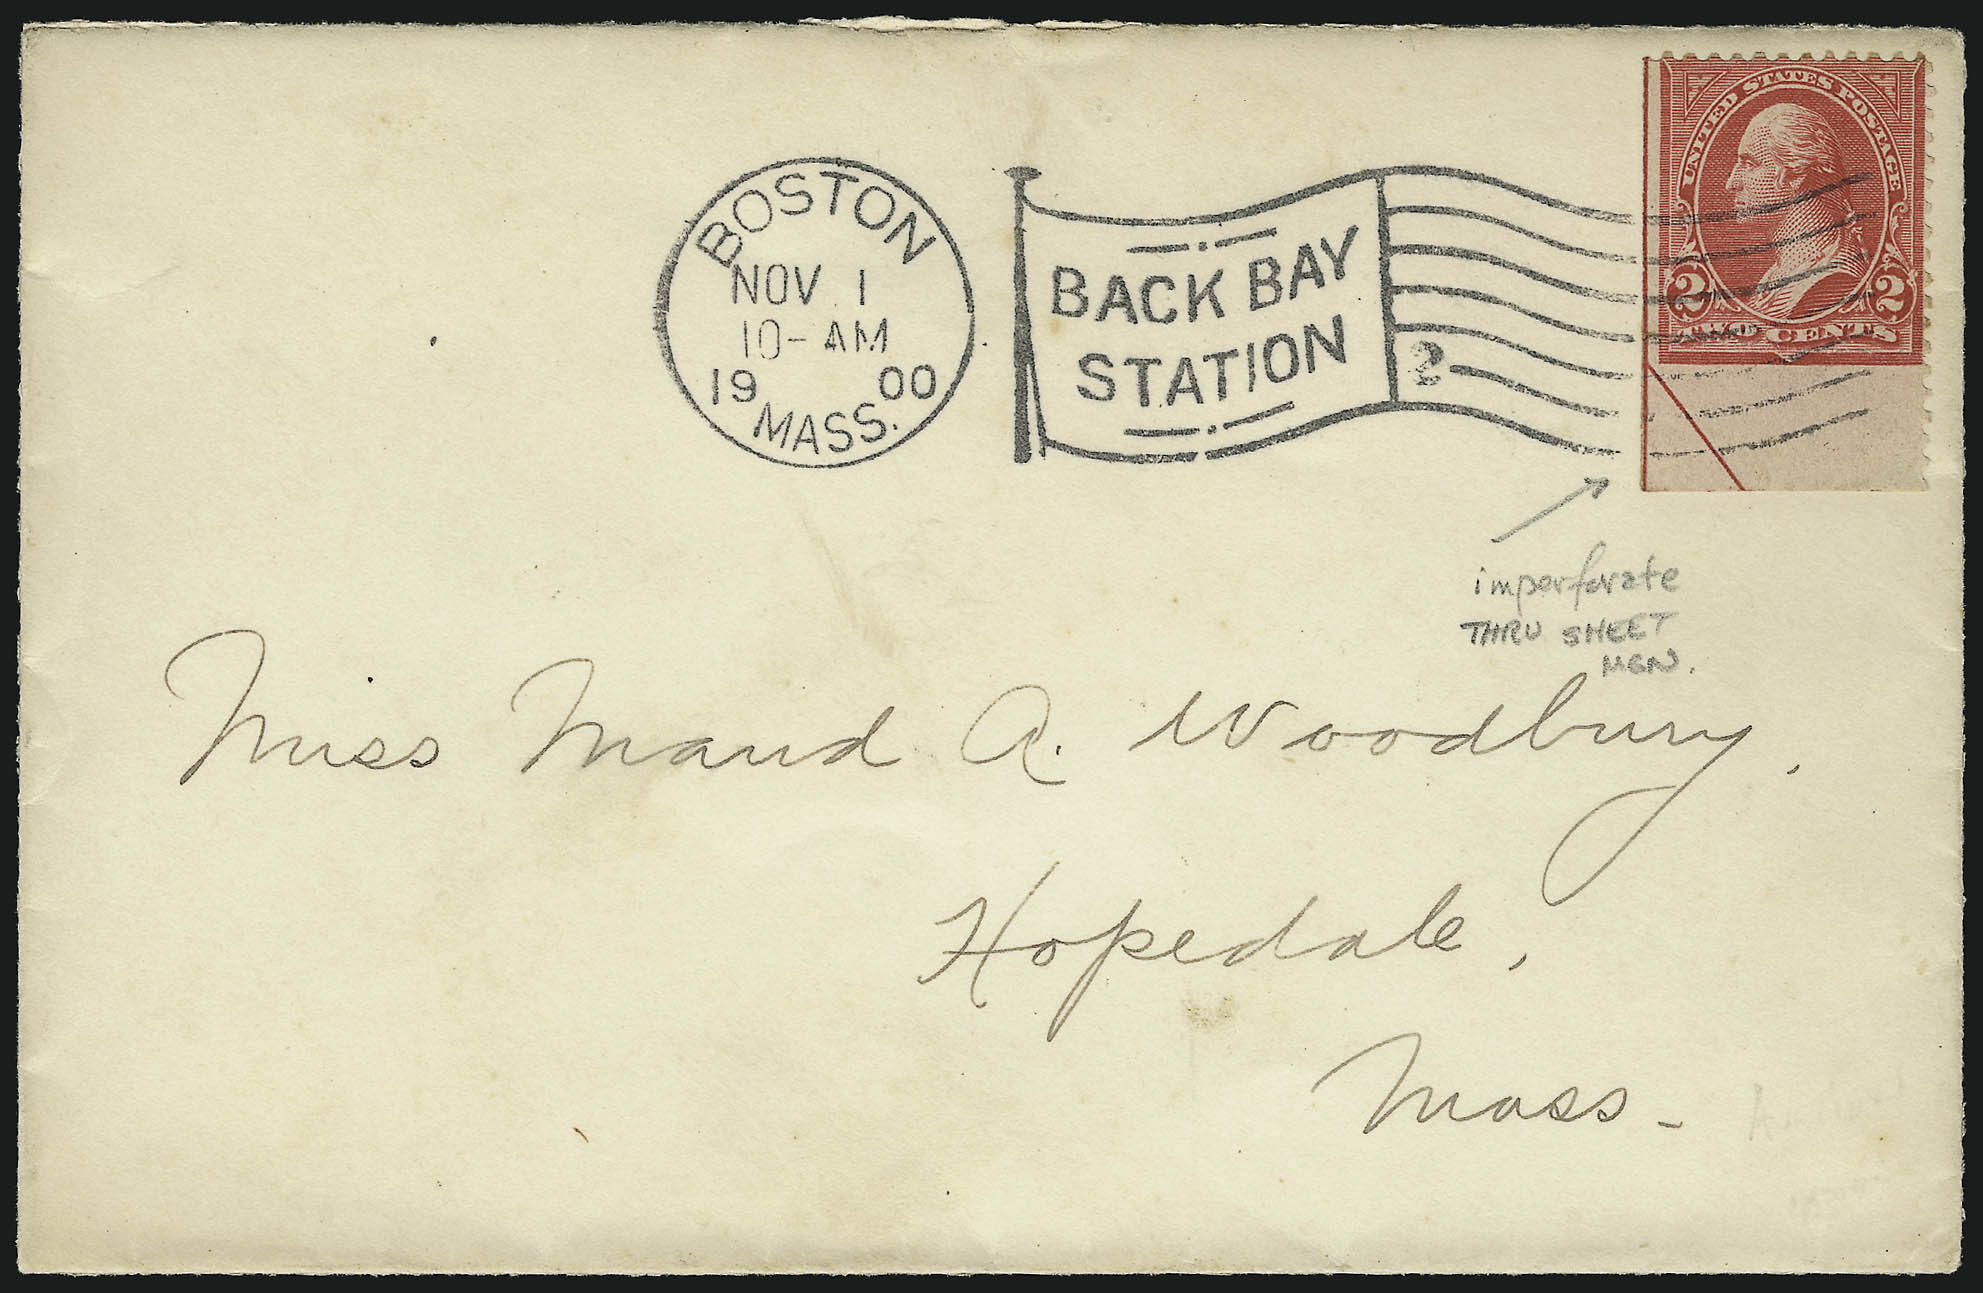 BOSTON
NOV 1
10-AM
19 00
MASS.
BACK BAY
STATION
2
UNITED STATES POSTAGE
2 2
TWO CENTS
imperforate
THRU SHEET
MGN.
Miss Maud A. Woodbury,
Hopedale,
Mass-